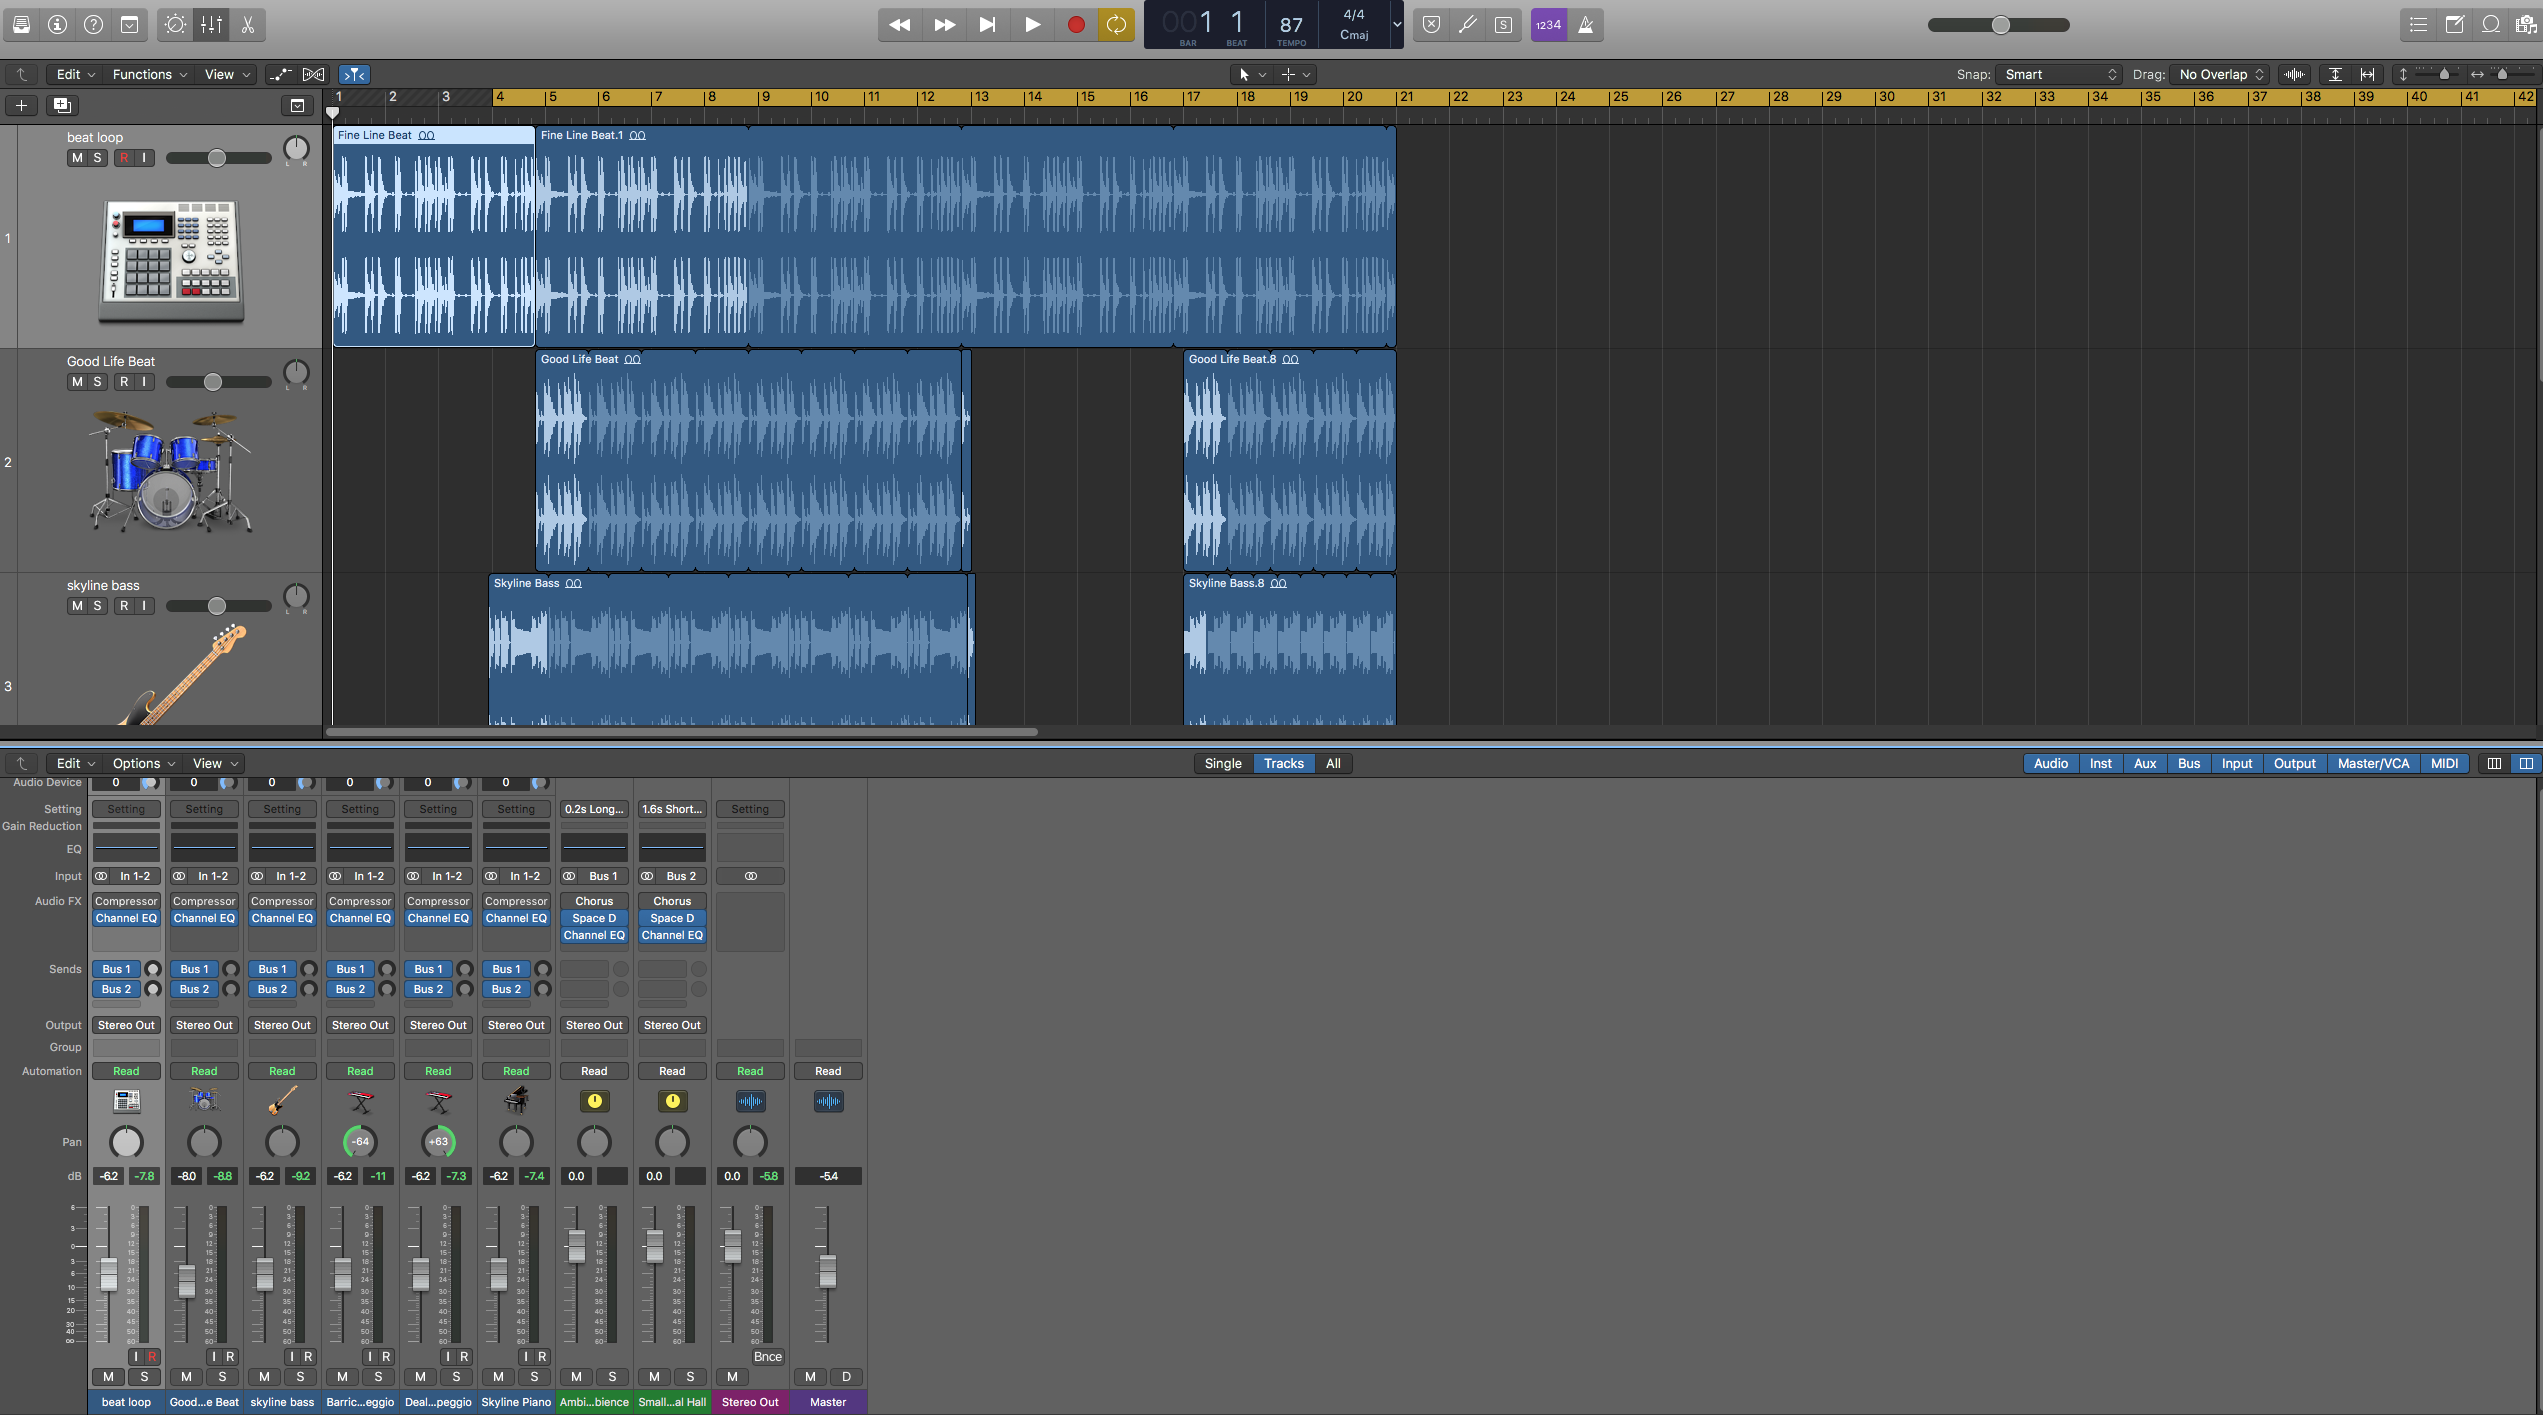 001 1 87 4/4 Cmaj 1234
BAR BEAT TEMPO
Edit Functions View Snap: Smart Drag: No Overlap
1 2 3 4 5 6 7 8 9 10 11 12 13 14 15 16 17 18 19 20 21 22 23 24 25 26 27 28 29 30 31 32 33 34 35 36 37 38 39 40 41 42
beat loop Fine Line Beat Fine Line Beat.1
M S R I
L R
1
Good Life Beat Good Life Beat Good Life Beat.8
M S R I
L R
2
skyline bass Skyline Bass Skyline Bass.8
M S R I
L R
3
Edit Options View Single Tracks All Audio Inst Aux Bus Input Output Master/VCA MIDI
Audio Device 0 0 0 0 0 0
Setting Setting Setting Setting Setting Setting Setting 0.2s Long... 1.6s Short... Setting
Gain Reduction
EQ
Input In 1-2 In 1-2 In 1-2 In 1-2 In 1-2 In 1-2 Bus 1 Bus 2
Audio FX Compressor Compressor Compressor Compressor Compressor Compressor Chorus Chorus
Channel EQ Channel EQ Channel EQ Channel EQ Channel EQ Channel EQ Space D Space D
Channel EQ Channel EQ
Sends Bus 1 Bus 1 Bus 1 Bus 1 Bus 1 Bus 1
Bus 2 Bus 2 Bus 2 Bus 2 Bus 2 Bus 2
Output Stereo Out Stereo Out Stereo Out Stereo Out Stereo Out Stereo Out Stereo Out Stereo Out
Group
Automation Read Read Read Read Read Read Read Read Read Read
Pan -64 +63
dB -6.2 -7.8 -8.0 -8.8 -6.2 -9.2 -6.2 -11 -6.2 -7.3 -6.2 -7.4 0.0 0.0 0.0 -5.8 -5.4
I R I R I R I R I R I R Bnce
M S M S M S M S M S M S M S M S M M D
beat loop Good...e Beat skyline bass Barric...eggio Deal...peggio Skyline Piano Ambi...bience Small...al Hall Stereo Out Master